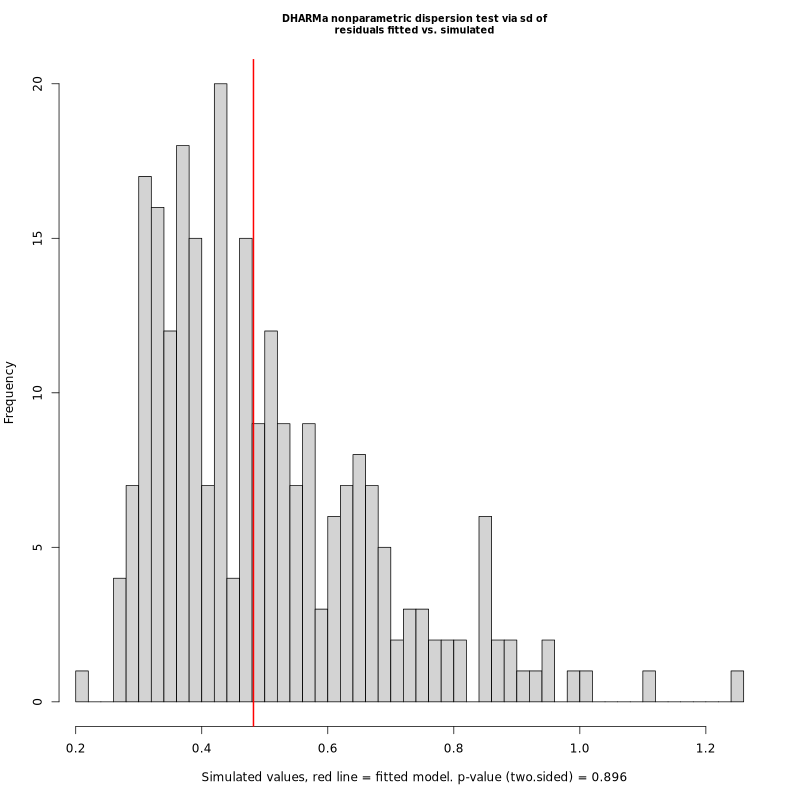 DHARMa nonparametric dispersion test via sd of
residuals fitted vs. simulated
Frequency
20
15
10
5
0
0.2 0.4 0.6 0.8 1.0 1.2
Simulated values, red line = fitted model. p-value (two.sided) = 0.896